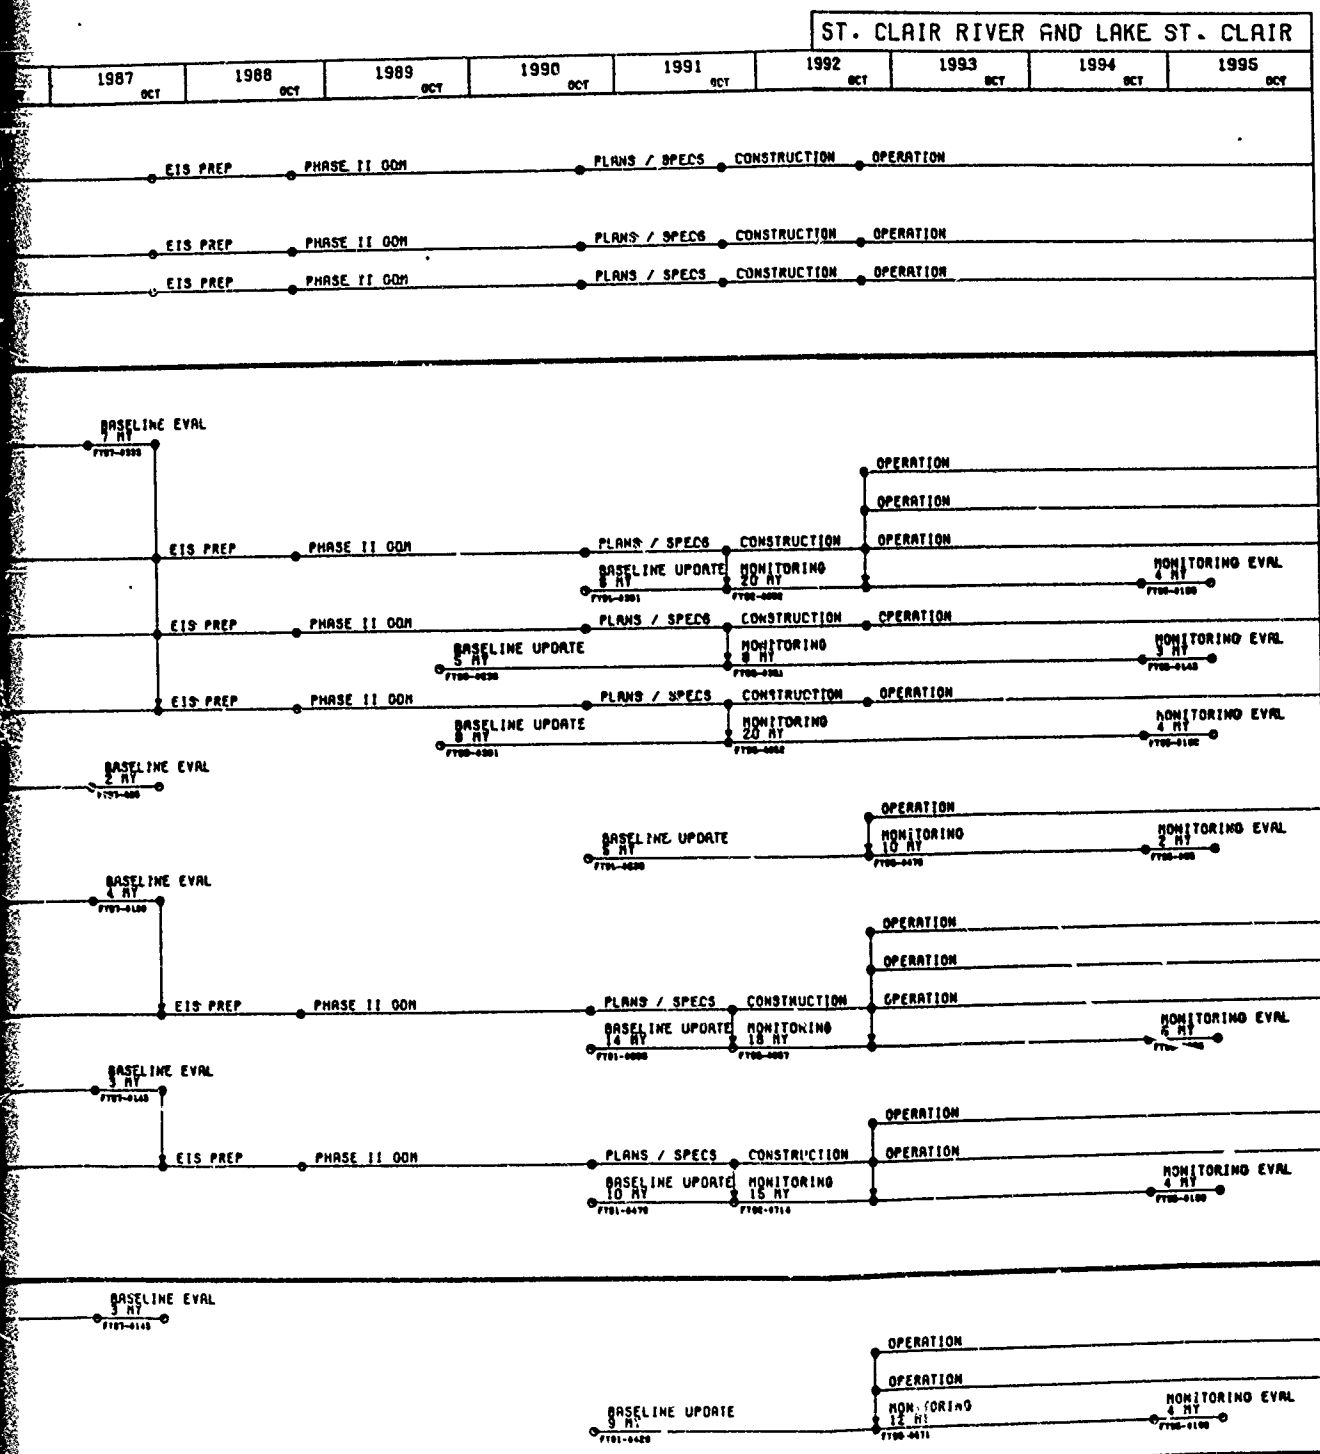 ST. CLAIR RIVER AND LAKE ST. CLAIR
1987 1988 1989 1990 1991 1992 1993 1994 1995
OCT OCT OCT OCT OCT OCT OCT OCT OCT
EIS PREP PHASE II GDM PLANS / SPECS CONSTRUCTION OPERATION
EIS PREP PHASE II GDM PLANS / SPECS CONSTRUCTION OPERATION
EIS PREP PHASE II GDM PLANS / SPECS CONSTRUCTION OPERATION
BASELINE EVAL
7 MY
OPERATION
OPERATION
EIS PREP PHASE II GDM PLANS / SPECS CONSTRUCTION OPERATION
BASELINE UPDATE MONITORING MONITORING EVAL
20 MY 4 MY
EIS PREP PHASE II GDM PLANS / SPECS CONSTRUCTION OPERATION
BASELINE UPDATE MONITORING MONITORING EVAL
5 MY 3 MY
EIS PREP PHASE II GDM PLANS / SPECS CONSTRUCTION OPERATION
BASELINE UPDATE MONITORING MONITORING EVAL
20 MY 4 MY
BASELINE EVAL
2 MY
OPERATION
BASELINE UPDATE MONITORING MONITORING EVAL
10 MY 2 MY
BASELINE EVAL
4 MY
OPERATION
OPERATION
EIS PREP PHASE II GDM PLANS / SPECS CONSTRUCTION OPERATION
BASELINE UPDATE MONITORING MONITORING EVAL
14 MY 18 MY
BASELINE EVAL
3 MY
FY87-0143
OPERATION
EIS PREP PHASE II GDM PLANS / SPECS CONSTRUCTION OPERATION
BASELINE UPDATE MONITORING MONITORING EVAL
10 MY 15 MY 4 MY
FY91-0476 FY92-0714
BASELINE EVAL
3 MY
FY87-0143
OPERATION
OPERATION
BASELINE UPDATE MONITORING MONITORING EVAL
9 MY 12 MY 4 MY